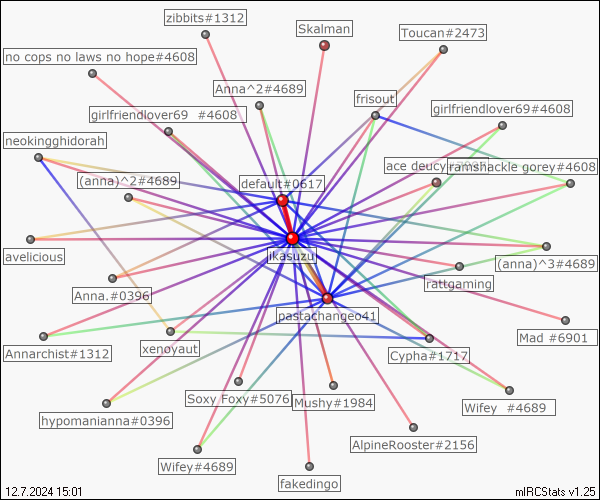 zibbits#1312
Skalman
Toucan#2473
no cops no laws no hope#4608
Anna^2#4689
frisout
girlfriendlover69 #4608
girlfriendlover69#4608
neokingghidorah
ace deucy
ramshackle gorey#4608
(anna)^2#4689
default#0617
avelicious
ikasuzu
(anna)^3#4689
rattgaming
Anna.#0396
pastachangeo41
Mad #6901
Annarchist#1312
xenoyaut
Cypha#1717
Soxy Foxy#5076
Mushy#1984
Wifey #4689
hypomanianna#0396
AlpineRooster#2156
Wifey#4689
fakedingo
12.7.2024 15:01
mIRCStats v1.25